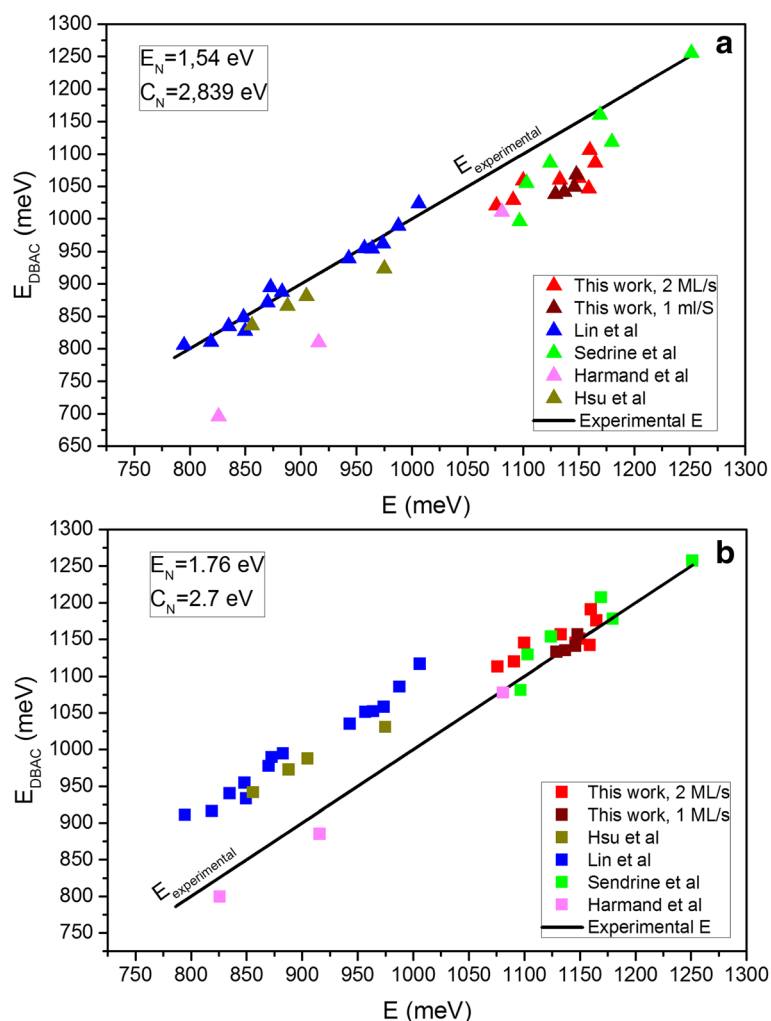 a
E_N=1,54 eV
C_N=2,839 eV
E_experimental
1300
1250
1200
1150
1100
1050
1000
950
900
850
800
750
700
650
E_DBAC (meV)
This work, 2 ML/s
This work, 1 ml/S
Lin et al
Sedrine et al
Harmand et al
Hsu et al
Experimental E
750 800 850 900 950 1000 1050 1100 1150 1200 1250 1300
E (meV)
b
E_N=1.76 eV
C_N=2.7 eV
E_experimental
1300
1250
1200
1150
1100
1050
1000
950
900
850
800
750
E_DBAC (meV)
This work, 2 ML/s
This work, 1 ML/s
Hsu et al
Lin et al
Sendrine et al
Harmand et al
Experimental E
750 800 850 900 950 1000 1050 1100 1150 1200 1250 1300
E (meV)